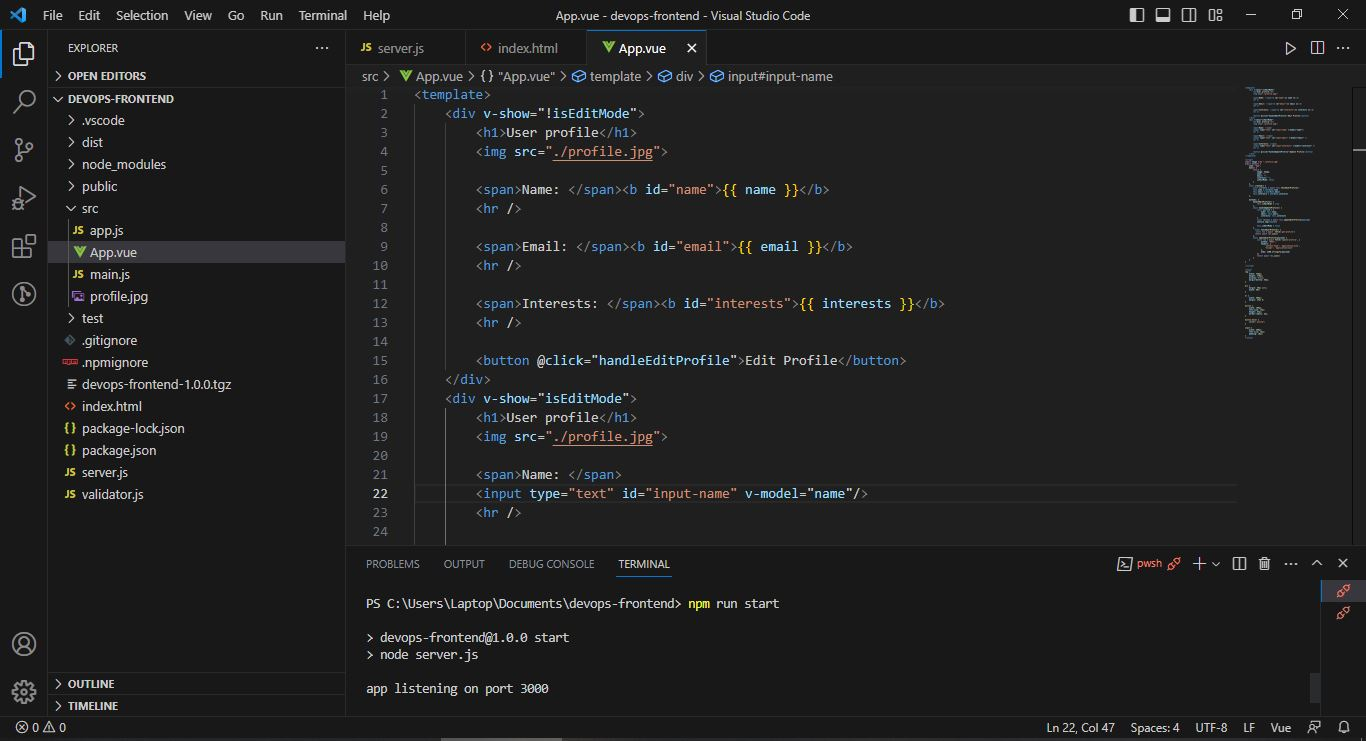 File Edit Selection View Go Run Terminal Help App.vue - devops-frontend - Visual Studio Code
EXPLORER
OPEN EDITORS
DEVOPS-FRONTEND
.vscode
dist
node_modules
public
src
JS app.js
App.vue
JS main.js
profile.jpg
test
.gitignore
.npmignore
devops-frontend-1.0.0.tgz
<> index.html
{} package-lock.json
{} package.json
JS server.js
JS validator.js
OUTLINE
TIMELINE
JS server.js <> index.html App.vue
src > App.vue > {} "App.vue" > template > div > input#input-name
1 <template>
2 <div v-show="!isEditMode">
3 <h1>User profile</h1>
4 <img src="./profile.jpg">
5
6 <span>Name: </span><b id="name">{{ name }}</b>
7 <hr />
8
9 <span>Email: </span><b id="email">{{ email }}</b>
10 <hr />
11
12 <span>Interests: </span><b id="interests">{{ interests }}</b>
13 <hr />
14
15 <button @click="handleEditProfile">Edit Profile</button>
16 </div>
17 <div v-show="isEditMode">
18 <h1>User profile</h1>
19 <img src="./profile.jpg">
20
21 <span>Name: </span>
22 <input type="text" id="input-name" v-model="name"/>
23 <hr />
24
PROBLEMS OUTPUT DEBUG CONSOLE TERMINAL pwsh
PS C:\Users\Laptop\Documents\devops-frontend> npm run start
> devops-frontend@1.0.0 start
> node server.js
app listening on port 3000
0 0 Ln 22, Col 47 Spaces: 4 UTF-8 LF Vue